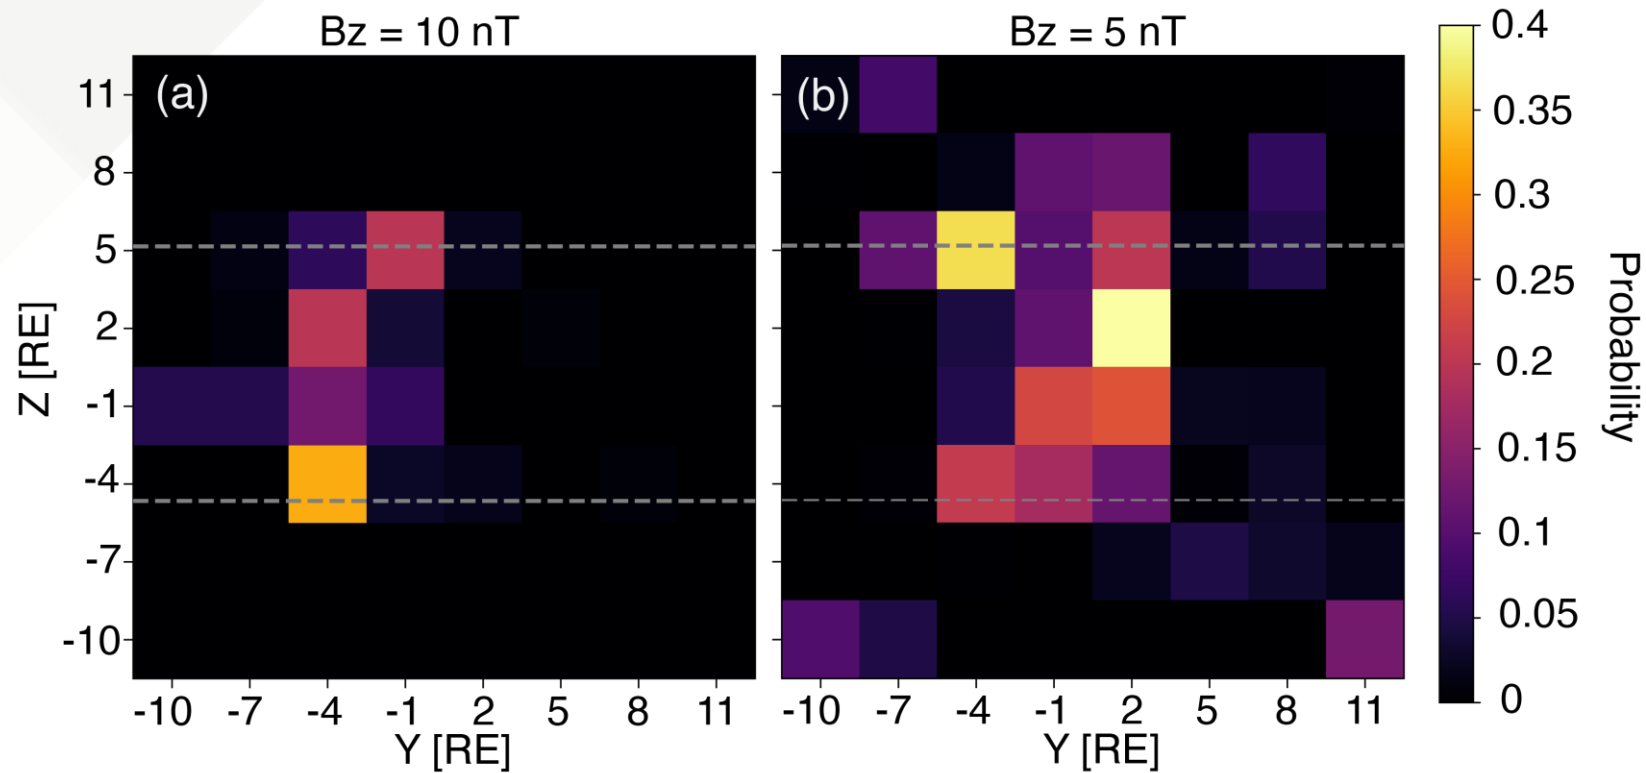 Bz = 10 nT
Bz = 5 nT
(a)
(b)
11
8
5
2
-1
-4
-7
-10
Z [RE]
-10 -7 -4 -1 2 5 8 11
Y [RE]
-10 -7 -4 -1 2 5 8 11
Y [RE]
0.4
0.35
0.3
0.25
0.2
0.15
0.1
0.05
0
Probability